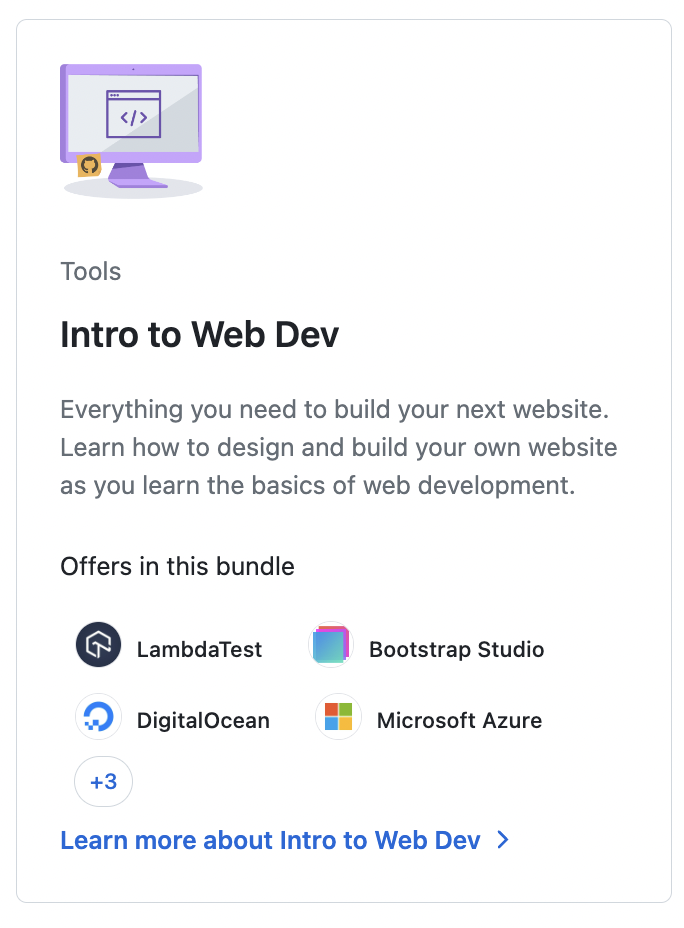 </>
Tools
Intro to Web Dev
Everything you need to build your next website.
Learn how to design and build your own website
as you learn the basics of web development.
Offers in this bundle
LambdaTest Bootstrap Studio
DigitalOcean Microsoft Azure
+3
Learn more about Intro to Web Dev >